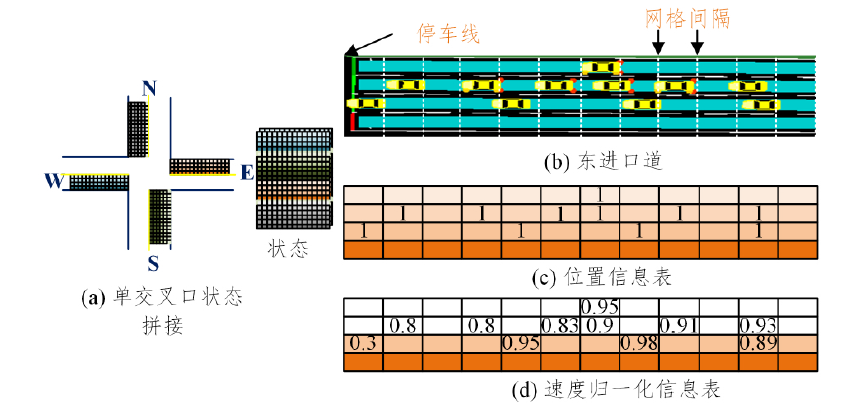 停车线
网格间隔
N
W
E
S
状态
(a) 单交叉口状态
拼接
(b) 东进口道
1
1 1 1 1 1 1
1 1 1 1
(c) 位置信息表
0.95
0.8 0.8 0.83 0.9 0.91 0.93
0.3 0.95 0.98 0.89
(d) 速度归一化信息表